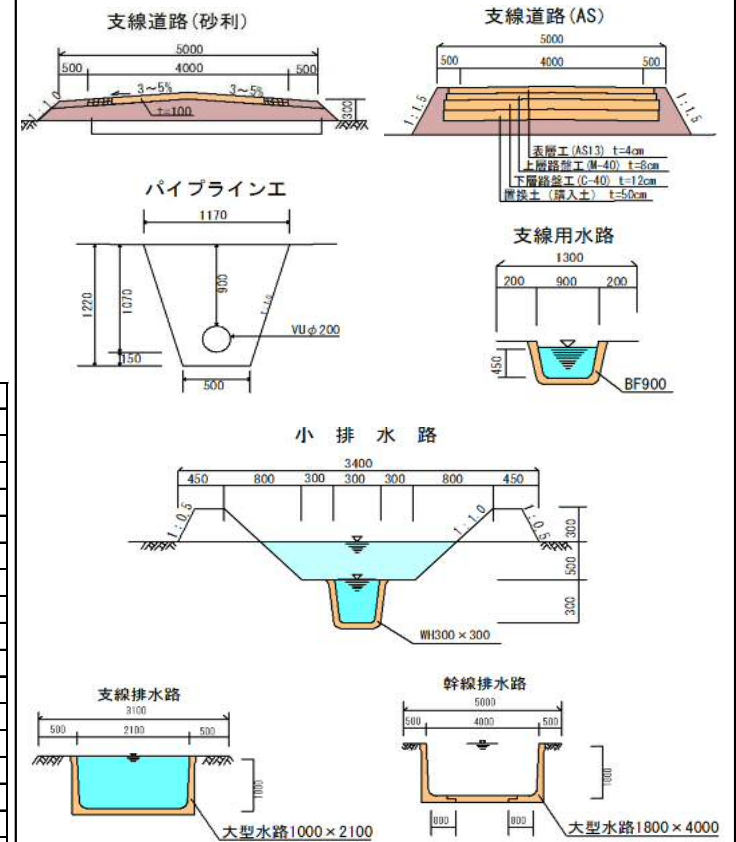 支線道路(砂利)
5000
500 4000 500
1:1.0
3~5% 3~5%
t=100
300
支線道路(AS)
5000
500 4000 500
1:1.5 1:1.5
表層工(AS13) t=4cm
上層路盤工(M-40) t=8cm
下層路盤工(C-40) t=12cm
置換土 (購入土) t=50cm
パイプライン工
1170
1220
1070
900
1:1.0
VUφ200
150
500
支線用水路
1300
200 900 200
450
BF900
小 排 水 路
3400
450 800 300 300 300 800 450
1:0.5 1:1.0 1:0.5
300
500
300
WH300×300
支線排水路
3100
500 2100 500
1000
大型水路1000×2100
幹線排水路
5000
500 4000 500
800 800
大型水路1800×4000